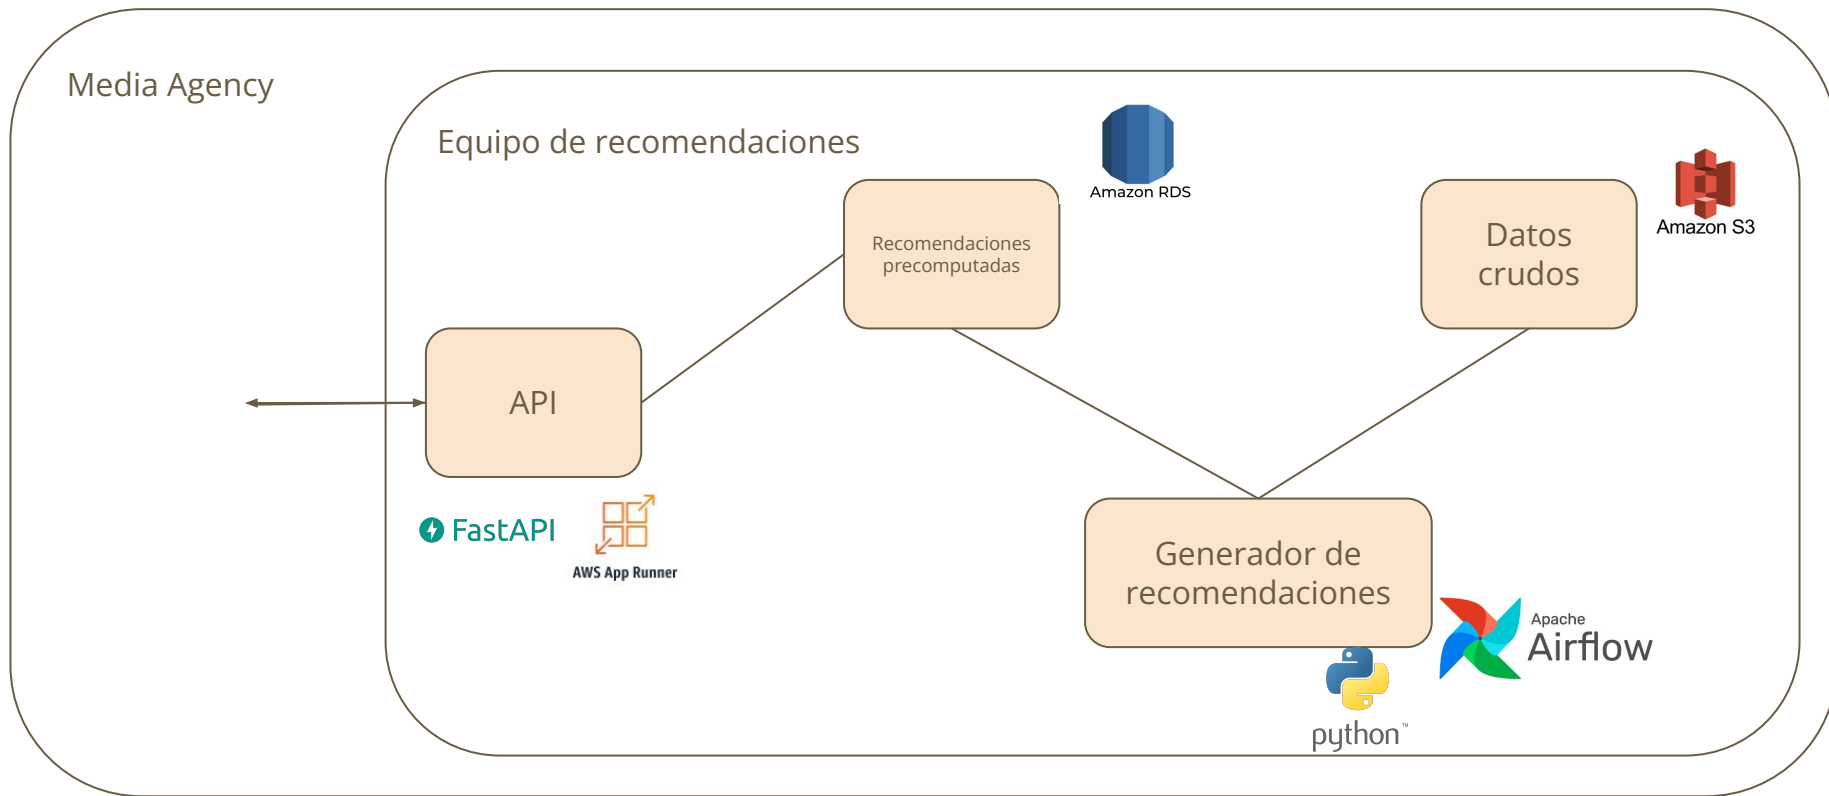 Media Agency
Equipo de recomendaciones
Amazon RDS
Recomendaciones
precomputadas
Datos
crudos
Amazon S3
API
FastAPI
AWS App Runner
Generador de
recomendaciones
Apache
Airflow
python™